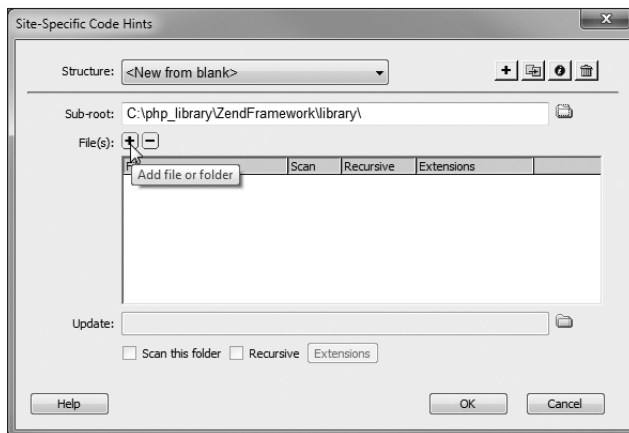 Site-Specific Code Hints
Structure: <New from blank>
Sub-root: C:\php_library\ZendFramework\library\
File(s):
Scan Recursive Extensions
Add file or folder
Update:
Scan this folder Recursive Extensions
Help OK Cancel